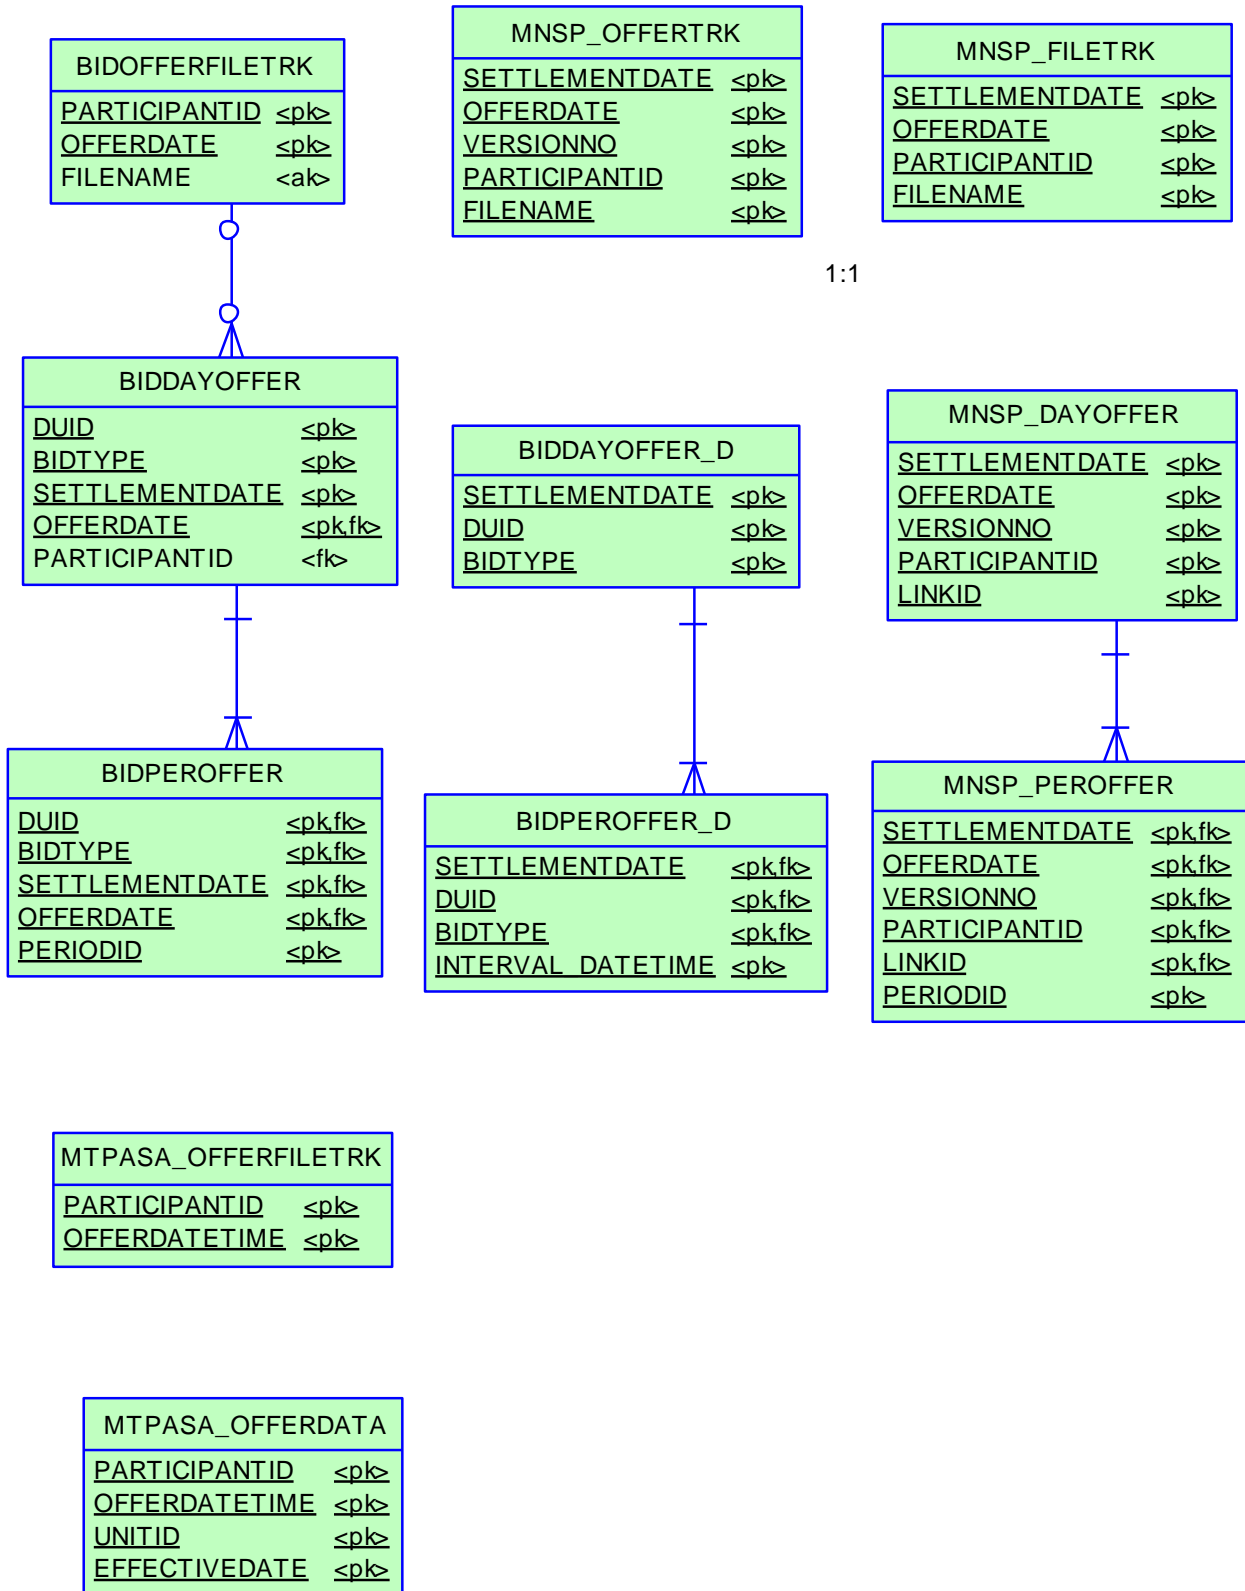 BIDOFFERFILETRK
PARTICIPANTID <pk>
OFFERDATE <pk>
FILENAME <ak>
MNSP_OFFERTRK
SETTLEMENTDATE <pk>
OFFERDATE <pk>
VERSIONNO <pk>
PARTICIPANTID <pk>
FILENAME <pk>
MNSP_FILETRK
SETTLEMENTDATE <pk>
OFFERDATE <pk>
PARTICIPANTID <pk>
FILENAME <pk>
1:1
BIDDAYOFFER
DUID <pk>
BIDTYPE <pk>
SETTLEMENTDATE <pk>
OFFERDATE <pk,fk>
PARTICIPANTID <fk>
BIDDAYOFFER_D
SETTLEMENTDATE <pk>
DUID <pk>
BIDTYPE <pk>
MNSP_DAYOFFER
SETTLEMENTDATE <pk>
OFFERDATE <pk>
VERSIONNO <pk>
PARTICIPANTID <pk>
LINKID <pk>
BIDPEROFFER
DUID <pk,fk>
BIDTYPE <pk,fk>
SETTLEMENTDATE <pk,fk>
OFFERDATE <pk,fk>
PERIODID <pk>
BIDPEROFFER_D
SETTLEMENTDATE <pk,fk>
DUID <pk,fk>
BIDTYPE <pk,fk>
INTERVAL_DATETIME <pk>
MNSP_PEROFFER
SETTLEMENTDATE <pk,fk>
OFFERDATE <pk,fk>
VERSIONNO <pk,fk>
PARTICIPANTID <pk,fk>
LINKID <pk,fk>
PERIODID <pk>
MTPASA_OFFERFILETRK
PARTICIPANTID <pk>
OFFERDATETIME <pk>
MTPASA_OFFERDATA
PARTICIPANTID <pk>
OFFERDATETIME <pk>
UNITID <pk>
EFFECTIVEDATE <pk>